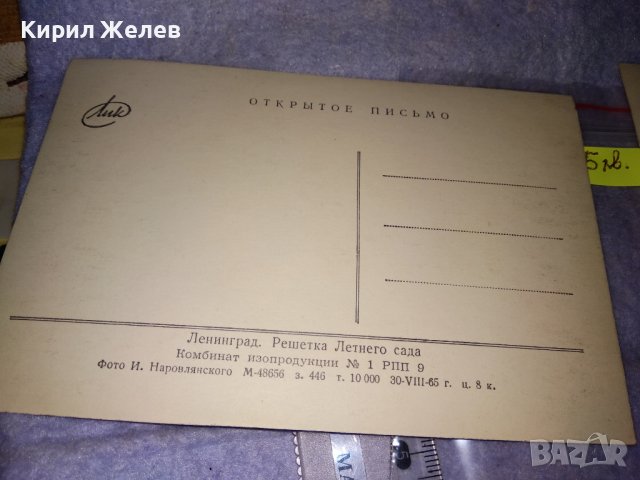 Кирил Желев
Лик
ОТКРЫТОЕ ПИСЬМО
5 лв.
Ленинград. Решетка Летнего сада
Комбинат изопродукции № 1 РПП 9
Фото И. Наровлянского М-48656 з. 446 т. 10 000 30-VIII-65 г. ц. 8 к.
BAZAR